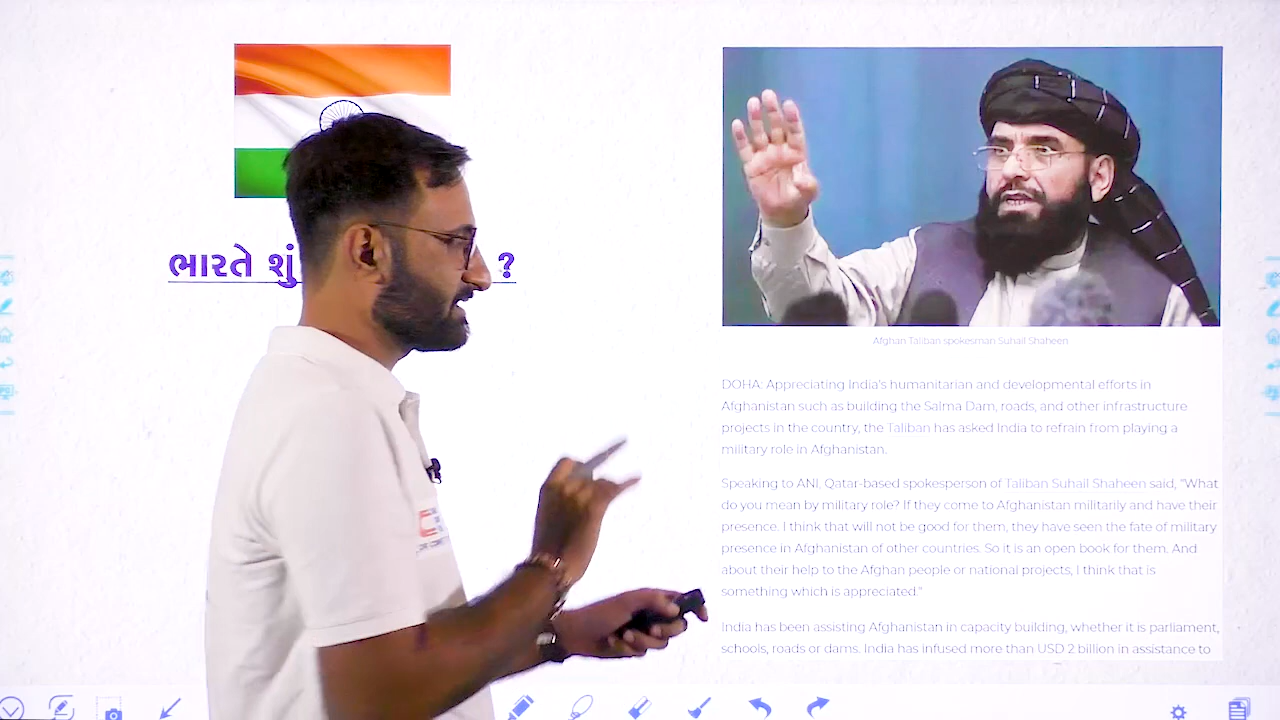 ભારતે શું ?
Afghan Taliban spokesman Suhail Shaheen
DOHA: Appreciating India's humanitarian and developmental efforts in
Afghanistan such as building the Salma Dam, roads, and other infrastructure
projects in the country, the Taliban has asked India to refrain from playing a
military role in Afghanistan.
Speaking to ANI, Qatar-based spokesperson of Taliban Suhail Shaheen said, "What
do you mean by military role? If they come to Afghanistan militarily and have their
presence. I think that will not be good for them, they have seen the fate of military
presence in Afghanistan of other countries. So it is an open book for them. And
about their help to the Afghan people or national projects, I think that is
something which is appreciated."
India has been assisting Afghanistan in capacity building, whether it is parliament,
schools, roads or dams. India has infused more than USD 2 billion in assistance to